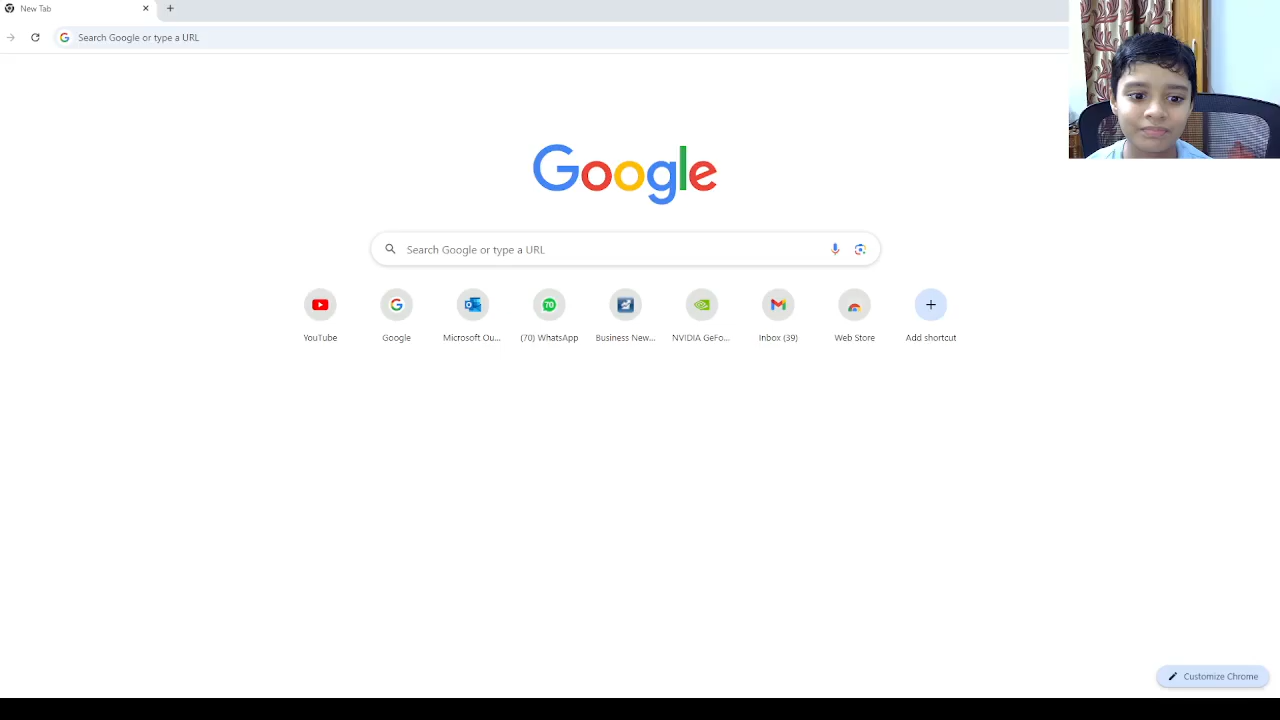 New Tab
Search Google or type a URL
Google
Search Google or type a URL
70
YouTube
Google
Microsoft Ou...
(70) WhatsApp
Business New...
NVIDIA GeFo...
Inbox (39)
Web Store
Add shortcut
Customize Chrome